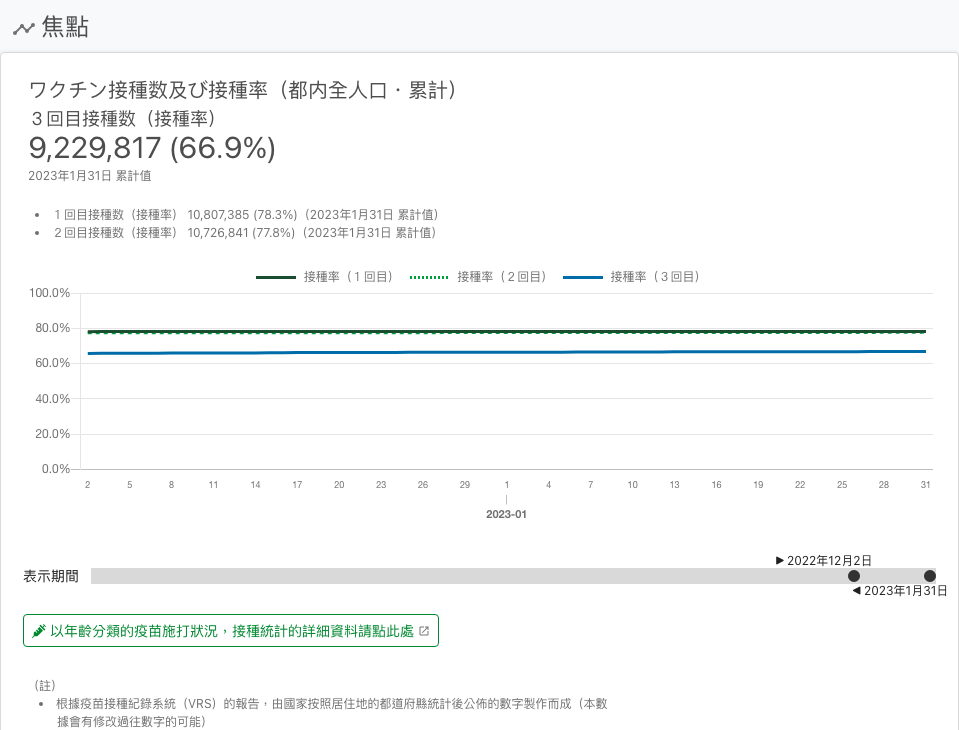 焦點
ワクチン接種数及び接種率（都内全人口・累計）
３回目接種数（接種率）
9,229,817 (66.9%)
2023年1月31日 累計値
• １回目接種数（接種率） 10,807,385 (78.3%)（2023年1月31日 累計値）
• ２回目接種数（接種率） 10,726,841 (77.8%)（2023年1月31日 累計値）
接種率（１回目） 接種率（２回目） 接種率（３回目）
100.0%
80.0%
60.0%
40.0%
20.0%
0.0%
2 5 8 11 14 17 20 23 26 29 1 4 7 10 13 16 19 22 25 28 31
2023-01
▶ 2022年12月2日
表示期間
◀ 2023年1月31日
以年齡分類的疫苗施打狀況，接種統計的詳細資料請點此處
（註）
• 根據疫苗接種紀錄系統（VRS）的報告，由國家按照居住地的都道府縣統計後公佈的數字製作而成（本數
據會有修改過往數字的可能）